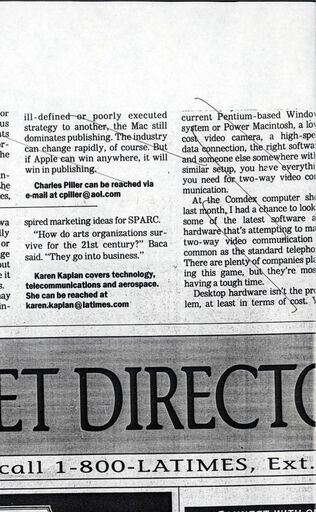 or
us
ts
or-
he
n-
he
es,
ill-defined or poorly executed
strategy to another, the Mac still
dominates publishing. The industry
can change rapidly, of course. But
if Apple can win anywhere, it will
win in publishing.
Charles Piller can be reached via
e-mail at cpiller@aol.com
wa
lly
or
ge
out
e it
s.
ay
in-
spired marketing ideas for SPARC.
"How do arts organizations sur-
vive for the 21st century?" Baca
said. "They go into business."
Karen Kaplan covers technology,
telecommunications and aerospace.
She can be reached at
karen.kaplan@latimes.com
current Pentium-based Window
system or Power Macintosh, a lo
cost video camera, a high-spe
data connection, the right softwa
and someone else somewhere wit
similar setup, you have everythi
you need for two-way video co
munication.
At the Comdex computer sh
last month, I had a chance to look
some of the latest software a
hardware that's attempting to ma
two-way video communication
common as the standard telepho
There are plenty of companies pla
ing this game, but they're mos
having a tough time.
Desktop hardware isn't the pr
lem, at least in terms of cost.
ET DIRECTO
call 1-800-LATIMES, Ext.